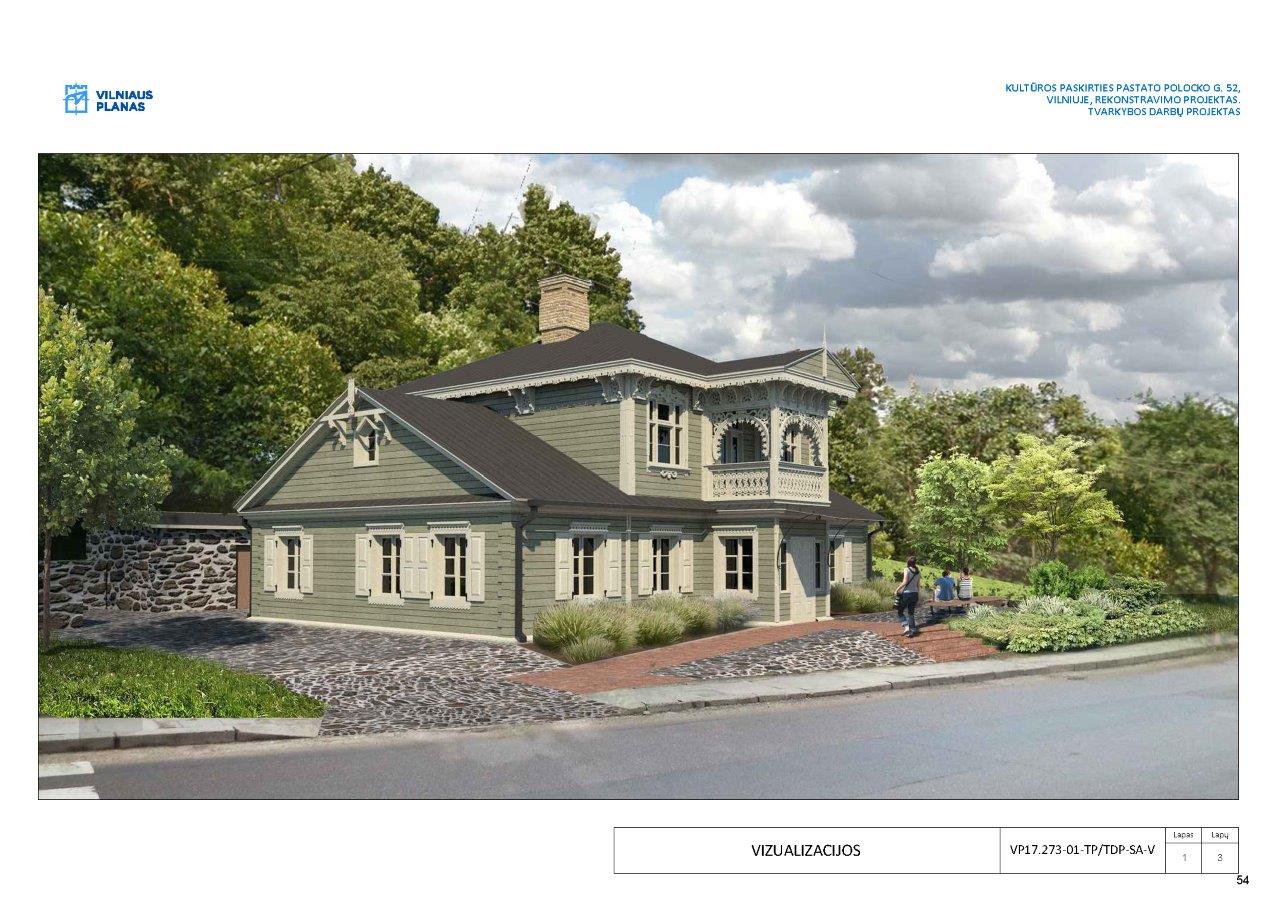 VILNIAUS
PLANAS
KULTŪROS PASKIRTIES PASTATO POLOCKO G. 52,
VILNIUJE, REKONSTRAVIMO PROJEKTAS.
TVARKYBOS DARBŲ PROJEKTAS
VIZUALIZACIJOS
VP17.273-01-TP/TDP-SA-V
Lapas
Lapų
1
3
54